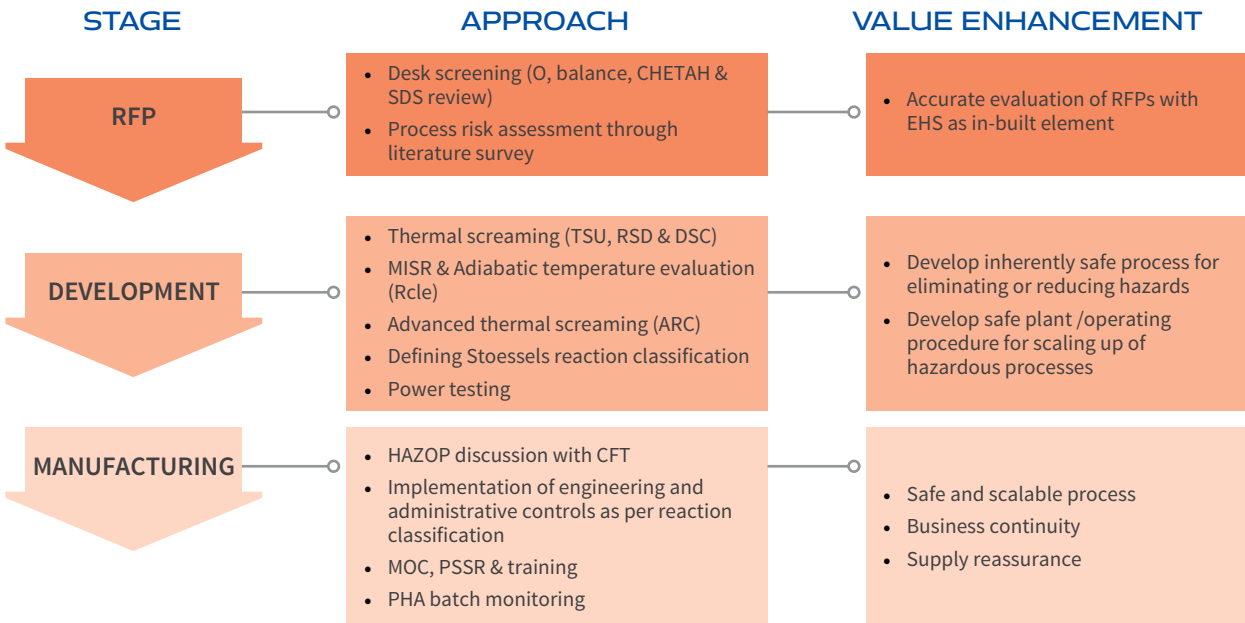 STAGE
APPROACH
VALUE ENHANCEMENT
RFP
• Desk screening (O, balance, CHETAH &
SDS review)
• Process risk assessment through
literature survey
• Accurate evaluation of RFPs with
EHS as in-built element
DEVELOPMENT
• Thermal screaming (TSU, RSD & DSC)
• MISR & Adiabatic temperature evaluation
(Rcle)
• Advanced thermal screaming (ARC)
• Defining Stoessels reaction classification
• Power testing
• Develop inherently safe process for
eliminating or reducing hazards
• Develop safe plant /operating
procedure for scaling up of
hazardous processes
MANUFACTURING
• HAZOP discussion with CFT
• Implementation of engineering and
administrative controls as per reaction
classification
• MOC, PSSR & training
• PHA batch monitoring
• Safe and scalable process
• Business continuity
• Supply reassurance